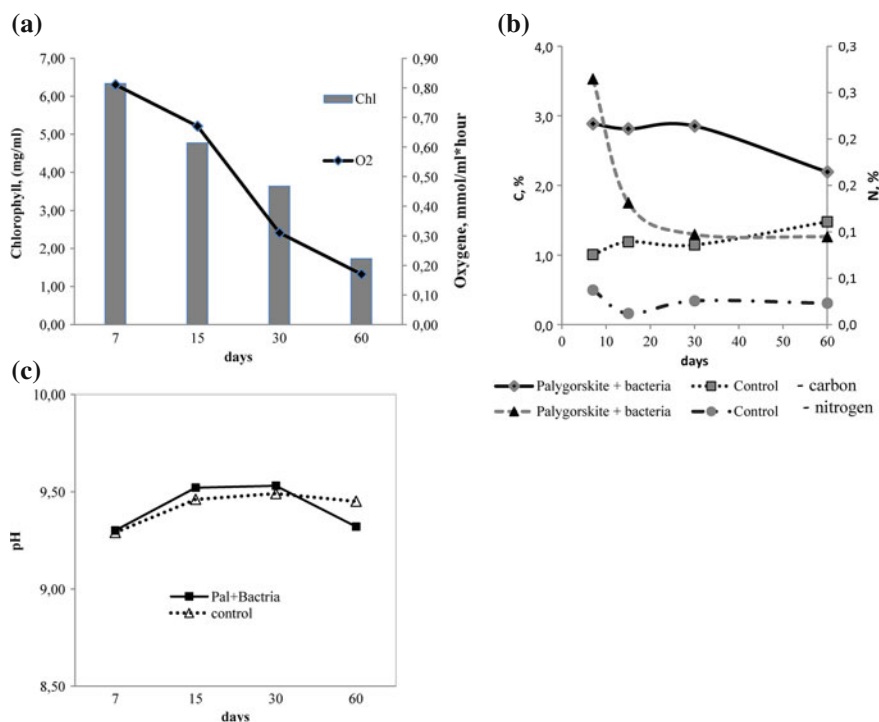 (a)
Chlorophyll, (mg/ml)
7,00
6,00
5,00
4,00
3,00
2,00
1,00
0,00
0,90
0,80
0,70
0,60
0,50
0,40
0,30
0,20
0,10
0,00
Oxygene, mmol/ml*hour
Chl
O2
7 15 30 60
days
(b)
C, %
4,0
3,0
2,0
1,0
0,0
0,3
0,3
0,2
0,2
0,1
0,1
0,0
N, %
0 10 20 30 40 50 60
days
Palygorskite + bacteria Control - carbon
Palygorskite + bacteria Control - nitrogen
(c)
pH
10,00
9,50
9,00
8,50
Pal+Bactria
control
7 15 30 60
days